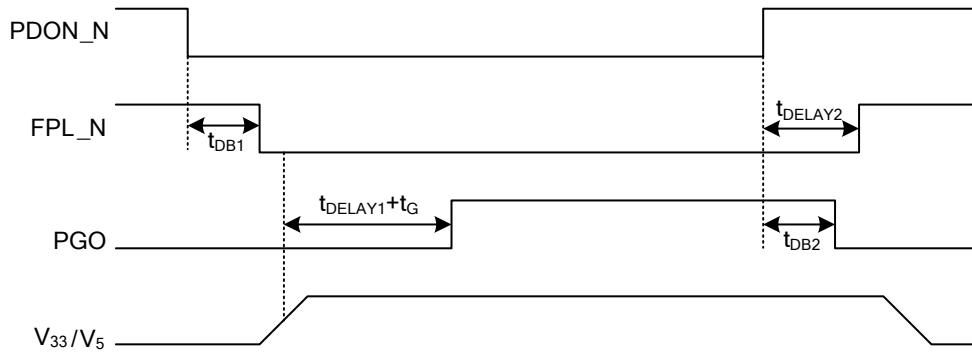 PDON_N
FPL_N
tDB1
tDELAY2
tDELAY1+tG
PGO
tDB2
V33/V5